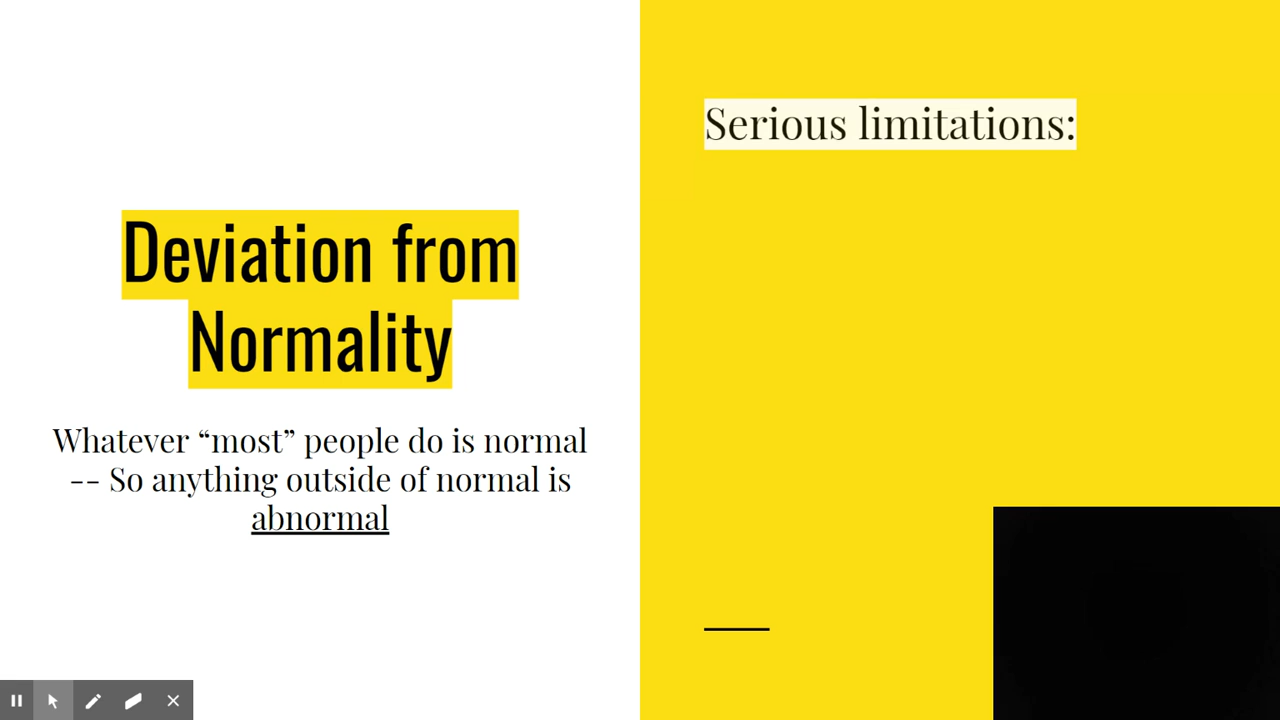 Deviation from
Normality
Whatever “most” people do is normal
-- So anything outside of normal is
abnormal
Serious limitations: